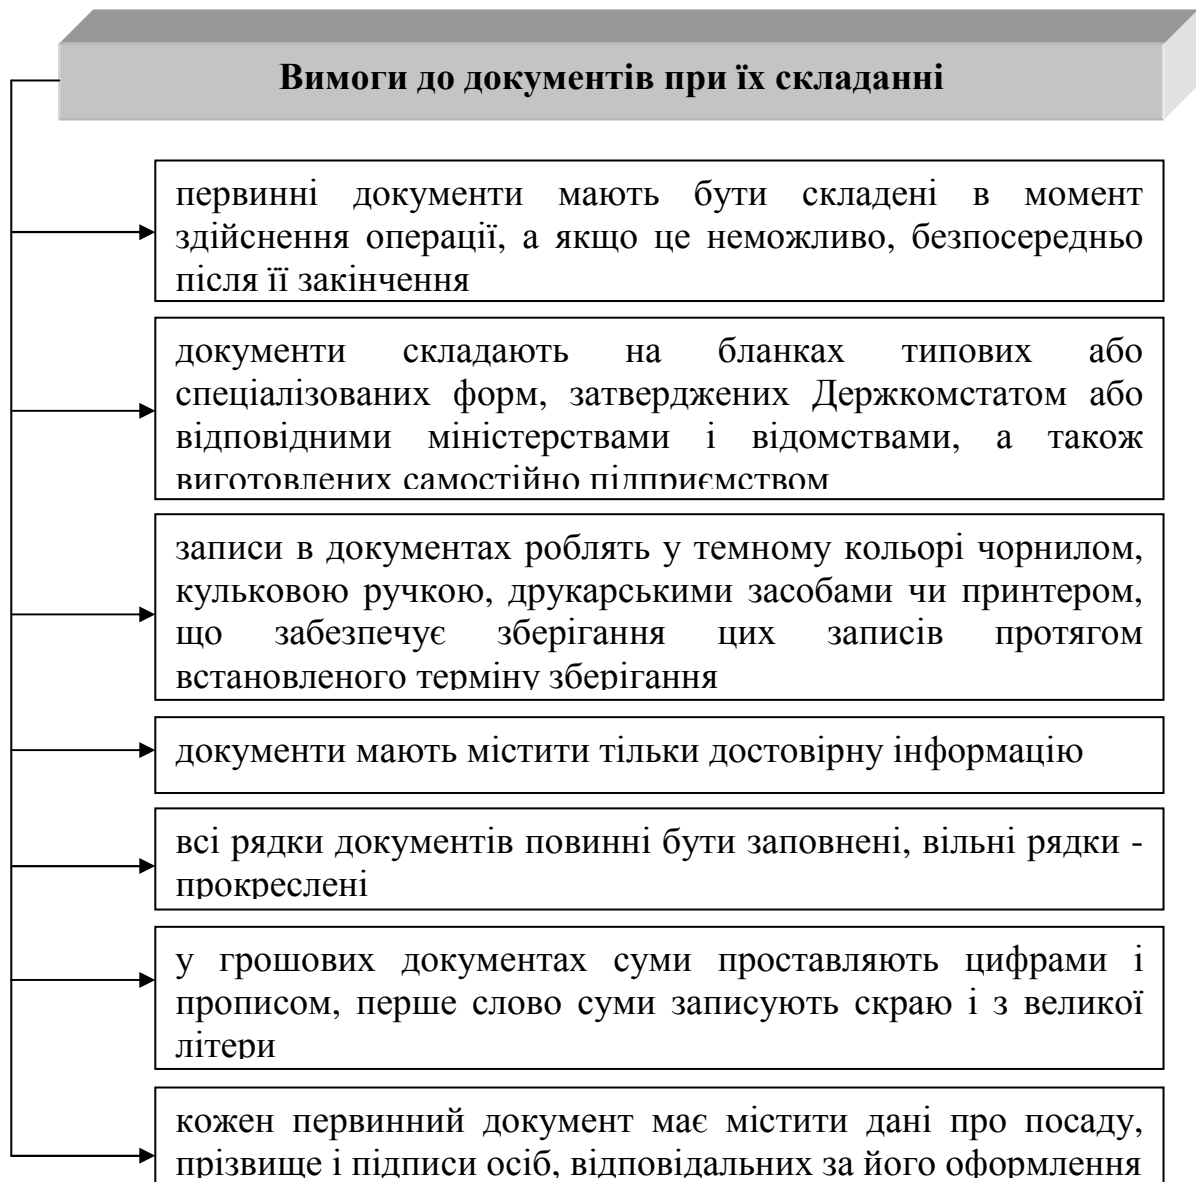 Вимоги до документів при їх складанні
первинні документи мають бути складені в момент
здійснення операції, а якщо це неможливо, безпосередньо
після її закінчення
документи складають на бланках типових або
спеціалізованих форм, затверджених Держкомстатом або
відповідними міністерствами і відомствами, а також
виготовлених самостійно підприємством
записи в документах роблять у темному кольорі чорнилом,
кульковою ручкою, друкарськими засобами чи принтером,
що забезпечує зберігання цих записів протягом
встановленого терміну зберігання
документи мають містити тільки достовірну інформацію
всі рядки документів повинні бути заповнені, вільні рядки -
прокреслені
у грошових документах суми проставляють цифрами і
прописом, перше слово суми записують скраю і з великої
літери
кожен первинний документ має містити дані про посаду,
прізвище і підписи осіб, відповідальних за його оформлення